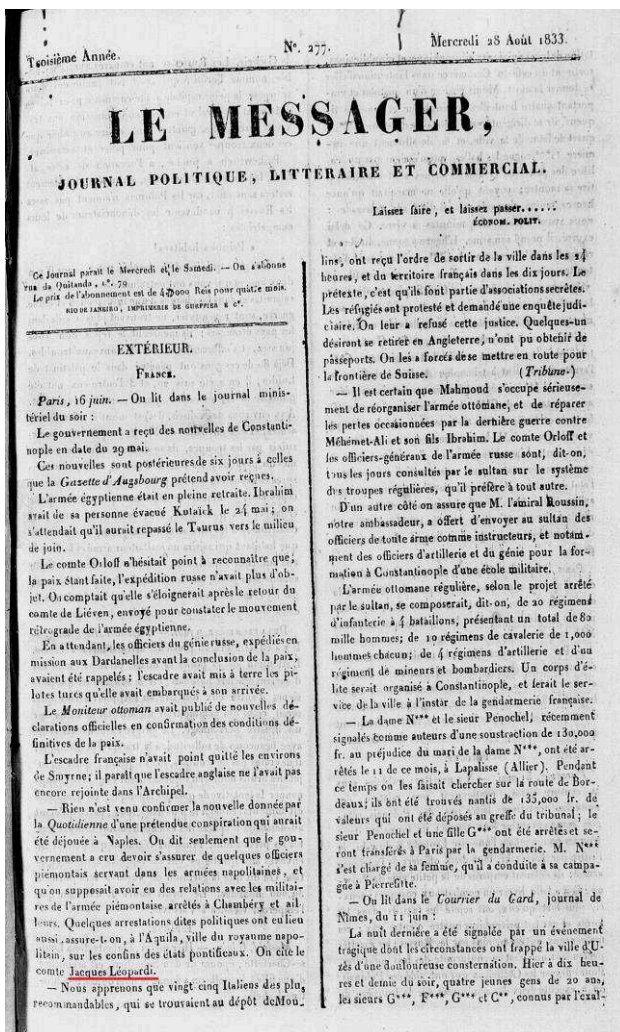 Troisième Année.
N°. 277.
Mercredi 28 Août 1833.
LE MESSAGER,
JOURNAL POLITIQUE, LITTERAIRE ET COMMERCIAL.
Laissez faire, et laissez passer......
ÉCONOM. POLIT.
Ce Journal parait le Mercredi et le Samedi. — On s'abonne
rue da Quitanda, n°. 79
Le prix de l'abonnement est de 4$000 Reis pour quatre mois.
RIO DE JANEIRO, IMPRIMERIE DE GUEFFIER & C°.
EXTÉRIEUR.
FRANCE.
Paris, 16 juin. — On lit dans le journal minis-
tériel du soir :
Le gouvernement a reçu des nouvelles de Constanti-
nople en date du 29 mai.
Ces nouvelles sont postérieures de six jours à celles
que la Gazette d'Augsbourg prétend avoir reçues.
L'armée égyptienne était en pleine retraite. Ibrahim
avait de sa personne évacué Kutaick le 24 mai ; on
s'attendait qu'il aurait repassé le Taurus vers le milieu
de juin.
Le comte Orloff n'hésitait point à reconnaître que,
la paix étant faite, l'expédition russe n'avait plus d'ob-
jet. On comptait qu'elle s'éloignerait après le retour du
comte de Liéven, envoyé pour constater le mouvement
rétrograde de l'armée égyptienne.
En attendant, les officiers du génie russe, expédiés en
mission aux Dardanelles avant la conclusion de la paix,
avaient été rappelés ; l'escadre avait mis à terre les pi-
lotes turcs qu'elle avait embarqués à son arrivée.
Le Moniteur ottoman avait publié de nouvelles dé-
clarations officielles en confirmation des conditions dé-
finitives de la paix.
L'escadre française n'avait point quitté les environs
de Smyrne ; il paraît que l'escadre anglaise ne l'avait pas
encore rejointe dans l'Archipel.
— Rien n'est venu confirmer la nouvelle donnée par
la Quotidienne d'une prétendue conspiration qui aurait
été déjouée à Naples. On dit seulement que le gou-
vernement a cru devoir s'assurer de quelques officiers
piémontais servant dans les armées napolitaines, et
qu'on supposait avoir eu des relations avec les militai-
res de l'armée piémontaise arrêtés à Chambéry et ail-
leurs. Quelques arrestations dites politiques ont eu lieu
aussi, assure-t-on, à l'Aquila, ville du royaume napo-
litein, sur les confins des états pontificaux. On cite le
comte Jacques Léopardi.
— Nous apprenons que vingt cinq Italiens des plus
recommandables, qui se trouvaient au dépôt de Mou-
lins, ont reçu l'ordre de sortir de la ville dans les 24
heures, et du territoire français dans les dix jours. Le
prétexte, c'est qu'ils font partie d'associations secrètes.
Les réfugiés ont protesté et demandé une enquête judi-
ciaire. On leur a refusé cette justice. Quelques-un
désirant se retirer en Angleterre, n'ont pu obtenir de
passeports. On les a forcés de se mettre en route pour
la frontière de Suisse. (Tribune.)
— Il est certain que Mahmoud s'occupe sérieuse-
ment de réorganiser l'armée ottomane, et de réparer
les pertes occasionnées par la dernière guerre contre
Méhémet-Ali et son fils Ibrahim. Le comte Orloff et
les officiers-généraux de l'armée russe sont, dit-on,
tous les jours consultés par le sultan sur le système
des troupes régulières, qu'il préfère à tout autre.
D'un autre côté on assure que M. l'amiral Roussin,
notre ambassadeur, a offert d'envoyer au sultan des
officiers de toute arme comme instructeurs, et notam-
ment des officiers d'artillerie et du génie pour la for-
mation à Constantinople d'une école militaire.
L'armée ottomane régulière, selon le projet arrêté
par le sultan, se composerait, dit-on, de 20 régimens
d'infanterie à 4 bataillons, présentant un total de 80
mille hommes ; de 10 régimens de cavalerie de 1,000
hommes chacun ; de 4 régimens d'artillerie et d'un
régiment de mineurs et bombardiers. Un corps d'é-
lite serait organisé à Constantinople, et ferait le ser-
vice de la ville à l'instar de la gendarmerie française.
— La dame N*** et le sieur Penochel, récemment
signalés comme auteurs d'une soustraction de 130,000
fr. au préjudice du mari de la dame N***, ont été ar-
rêtés le 11 de ce mois, à Lapalisse (Allier). Pendant
ce temps on les faisait chercher sur la route de Bor-
deaux ; ils ont été trouvés nantis de 135,000 fr. de
valeurs qui ont été déposés au greffe du tribunal ; le
sieur Penochel et une fille G*** ont été arrêtés et se-
ront transférés à Paris par la gendarmerie. M. N***
s'est chargé de sa femme, qu'il a conduite à sa campa-
gne à Pierrefitte.
— On lit dans le Courrier du Gard, journal de
Nîmes, du 11 juin :
La nuit dernière a été signalée par un événement
tragique dont les circonstances ont frappé la ville d'U-
zès d'une douloureuse consternation. Hier à dix heu-
res et demie du soir, quatre jeunes gens de 20 ans,
les sieurs G***, F***, G*** et C**, connus par l'exal-